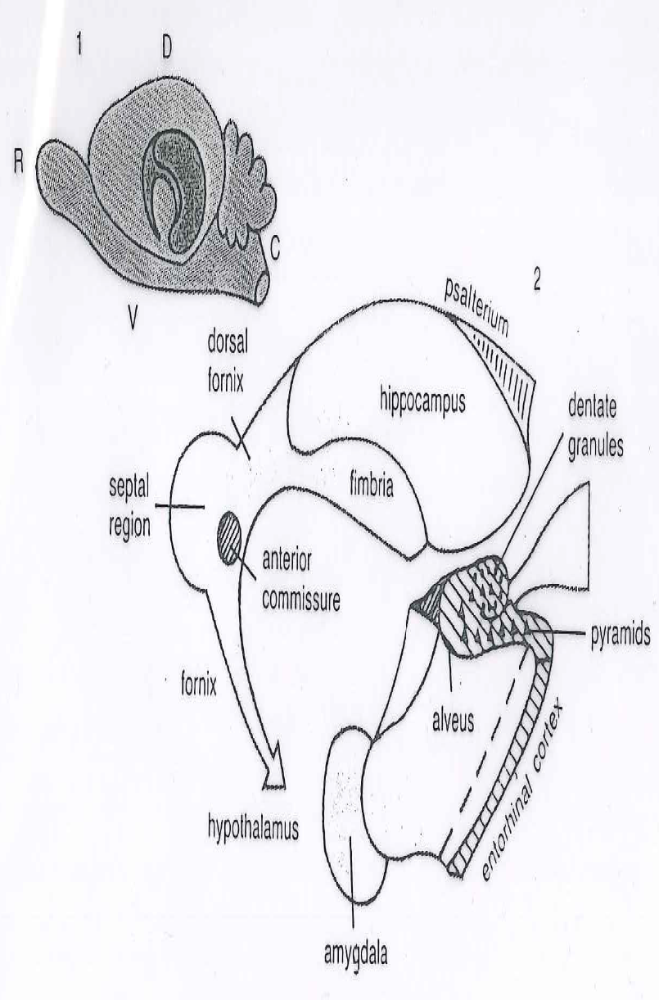 1
D
R
C
V
2
psalterium
dorsal
fornix
hippocampus
dentate
granules
fimbria
septal
region
anterior
commissure
pyramids
fornix
alveus
entorhinal cortex
hypothalamus
amygdala